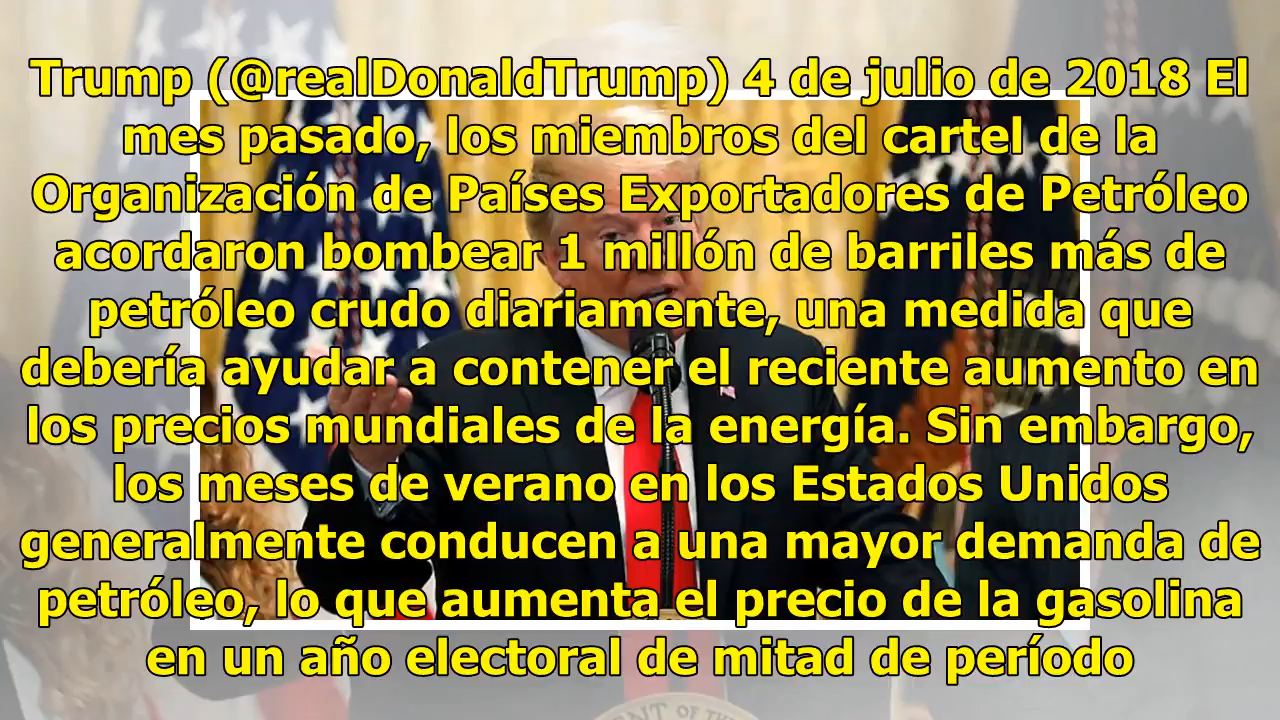 Trump (@realDonaldTrump) 4 de julio de 2018 El
mes pasado, los miembros del cartel de la
Organización de Países Exportadores de Petróleo
acordaron bombear 1 millón de barriles más de
petróleo crudo diariamente, una medida que
debería ayudar a contener el reciente aumento en
los precios mundiales de la energía. Sin embargo,
los meses de verano en los Estados Unidos
generalmente conducen a una mayor demanda de
petróleo, lo que aumenta el precio de la gasolina
en un año electoral de mitad de período